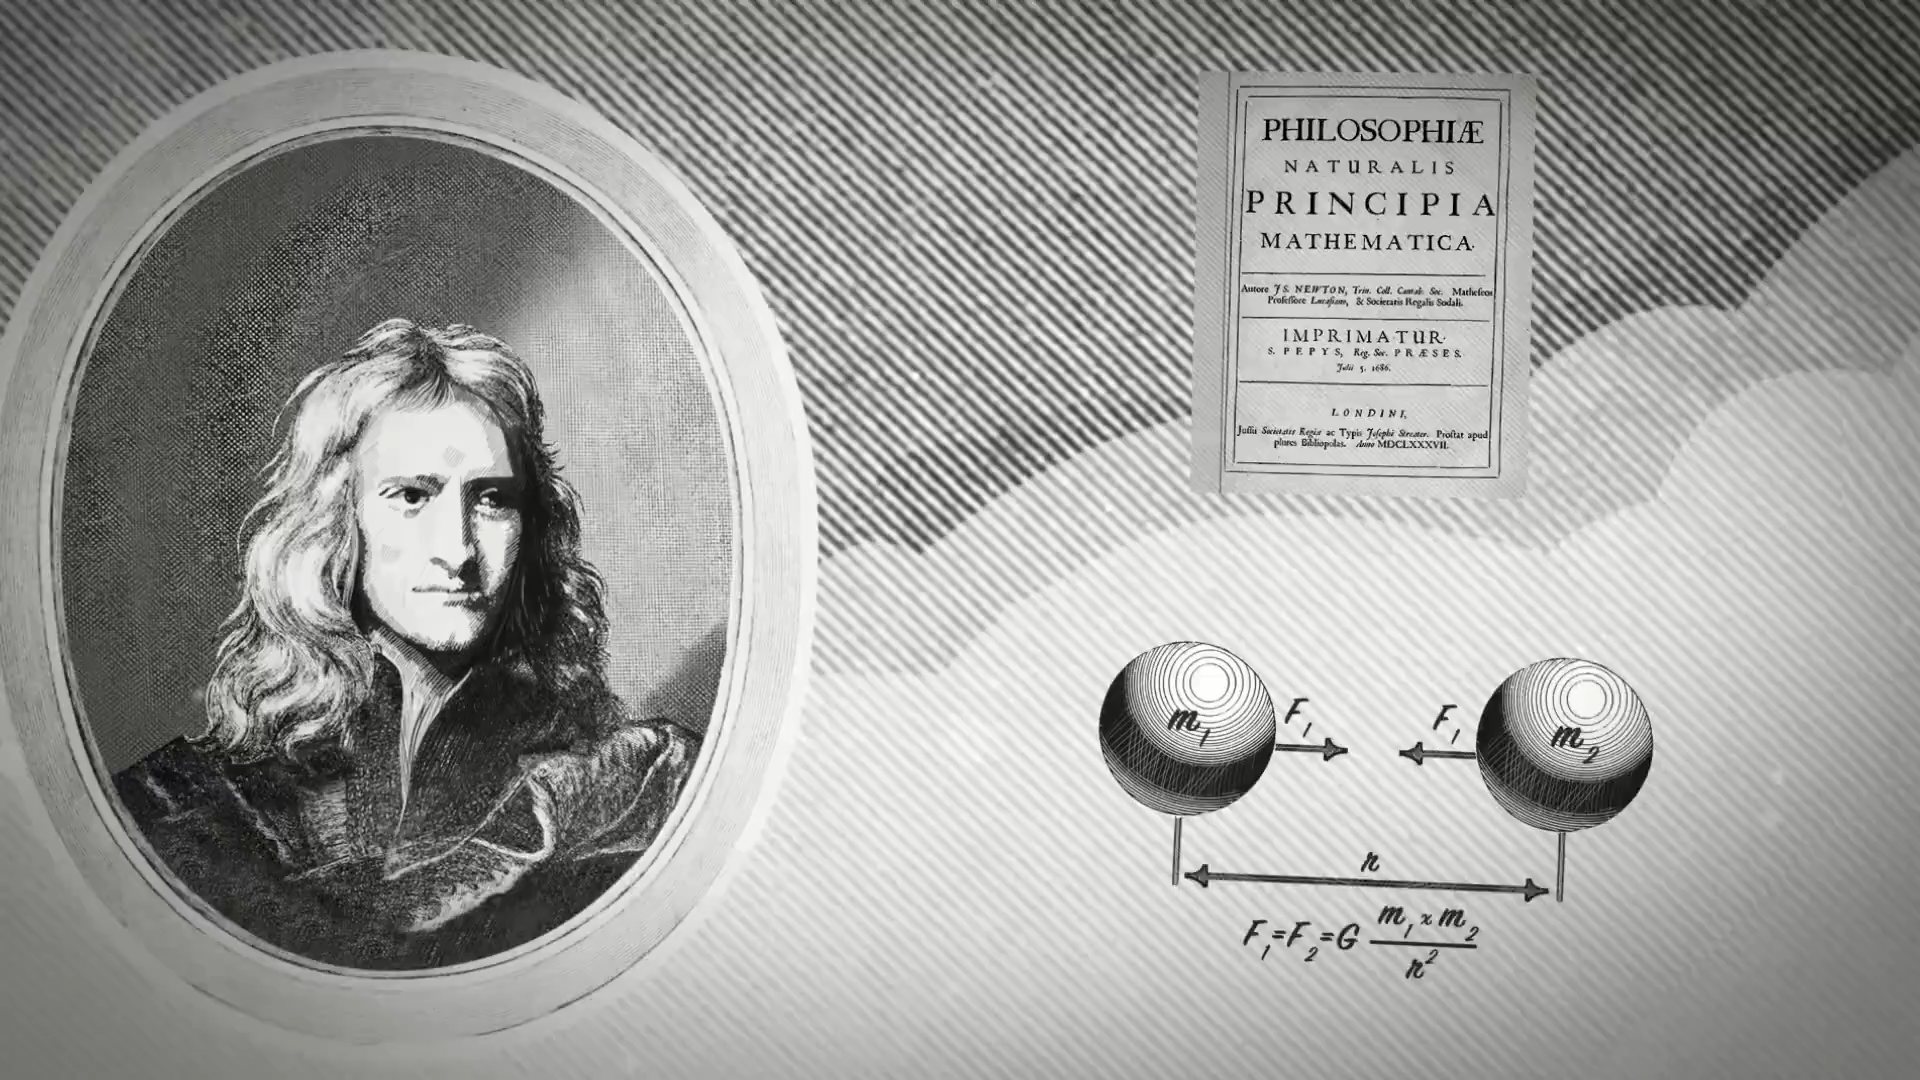 PHILOSOPHIÆ
NATURALIS
PRINCIPIA
MATHEMATICA.
Autore JS. NEWTON, Trin. Coll. Cantab. Soc. Matheseos
Professore Lucasiano, & Societatis Regalis Sodali.
IMPRIMATUR.
S. PEPYS, Reg. Soc. PRÆSES.
Julii 5. 1686.
LONDINI,
Jussu Societatis Regiæ ac Typis Josephi Streater. Prostat apud
plures Bibliopolas. Anno MDCLXXXVII.
m₁ F₁ F₁ m₂
r
F₁=F₂=G m₁ x m₂
r²